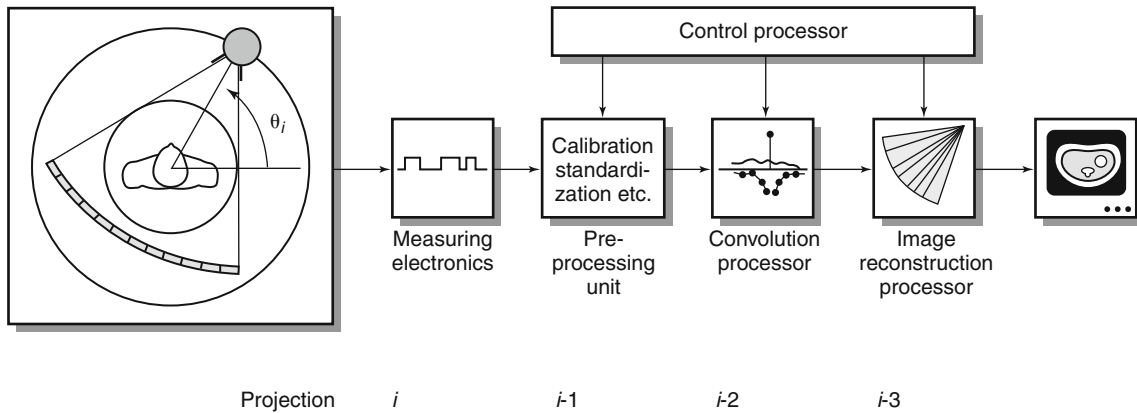 Control processor
θi
Calibration
standardi-
zation etc.
Measuring
electronics
Pre-
processing
unit
Convolution
processor
Image
reconstruction
processor
Projection i i-1 i-2 i-3